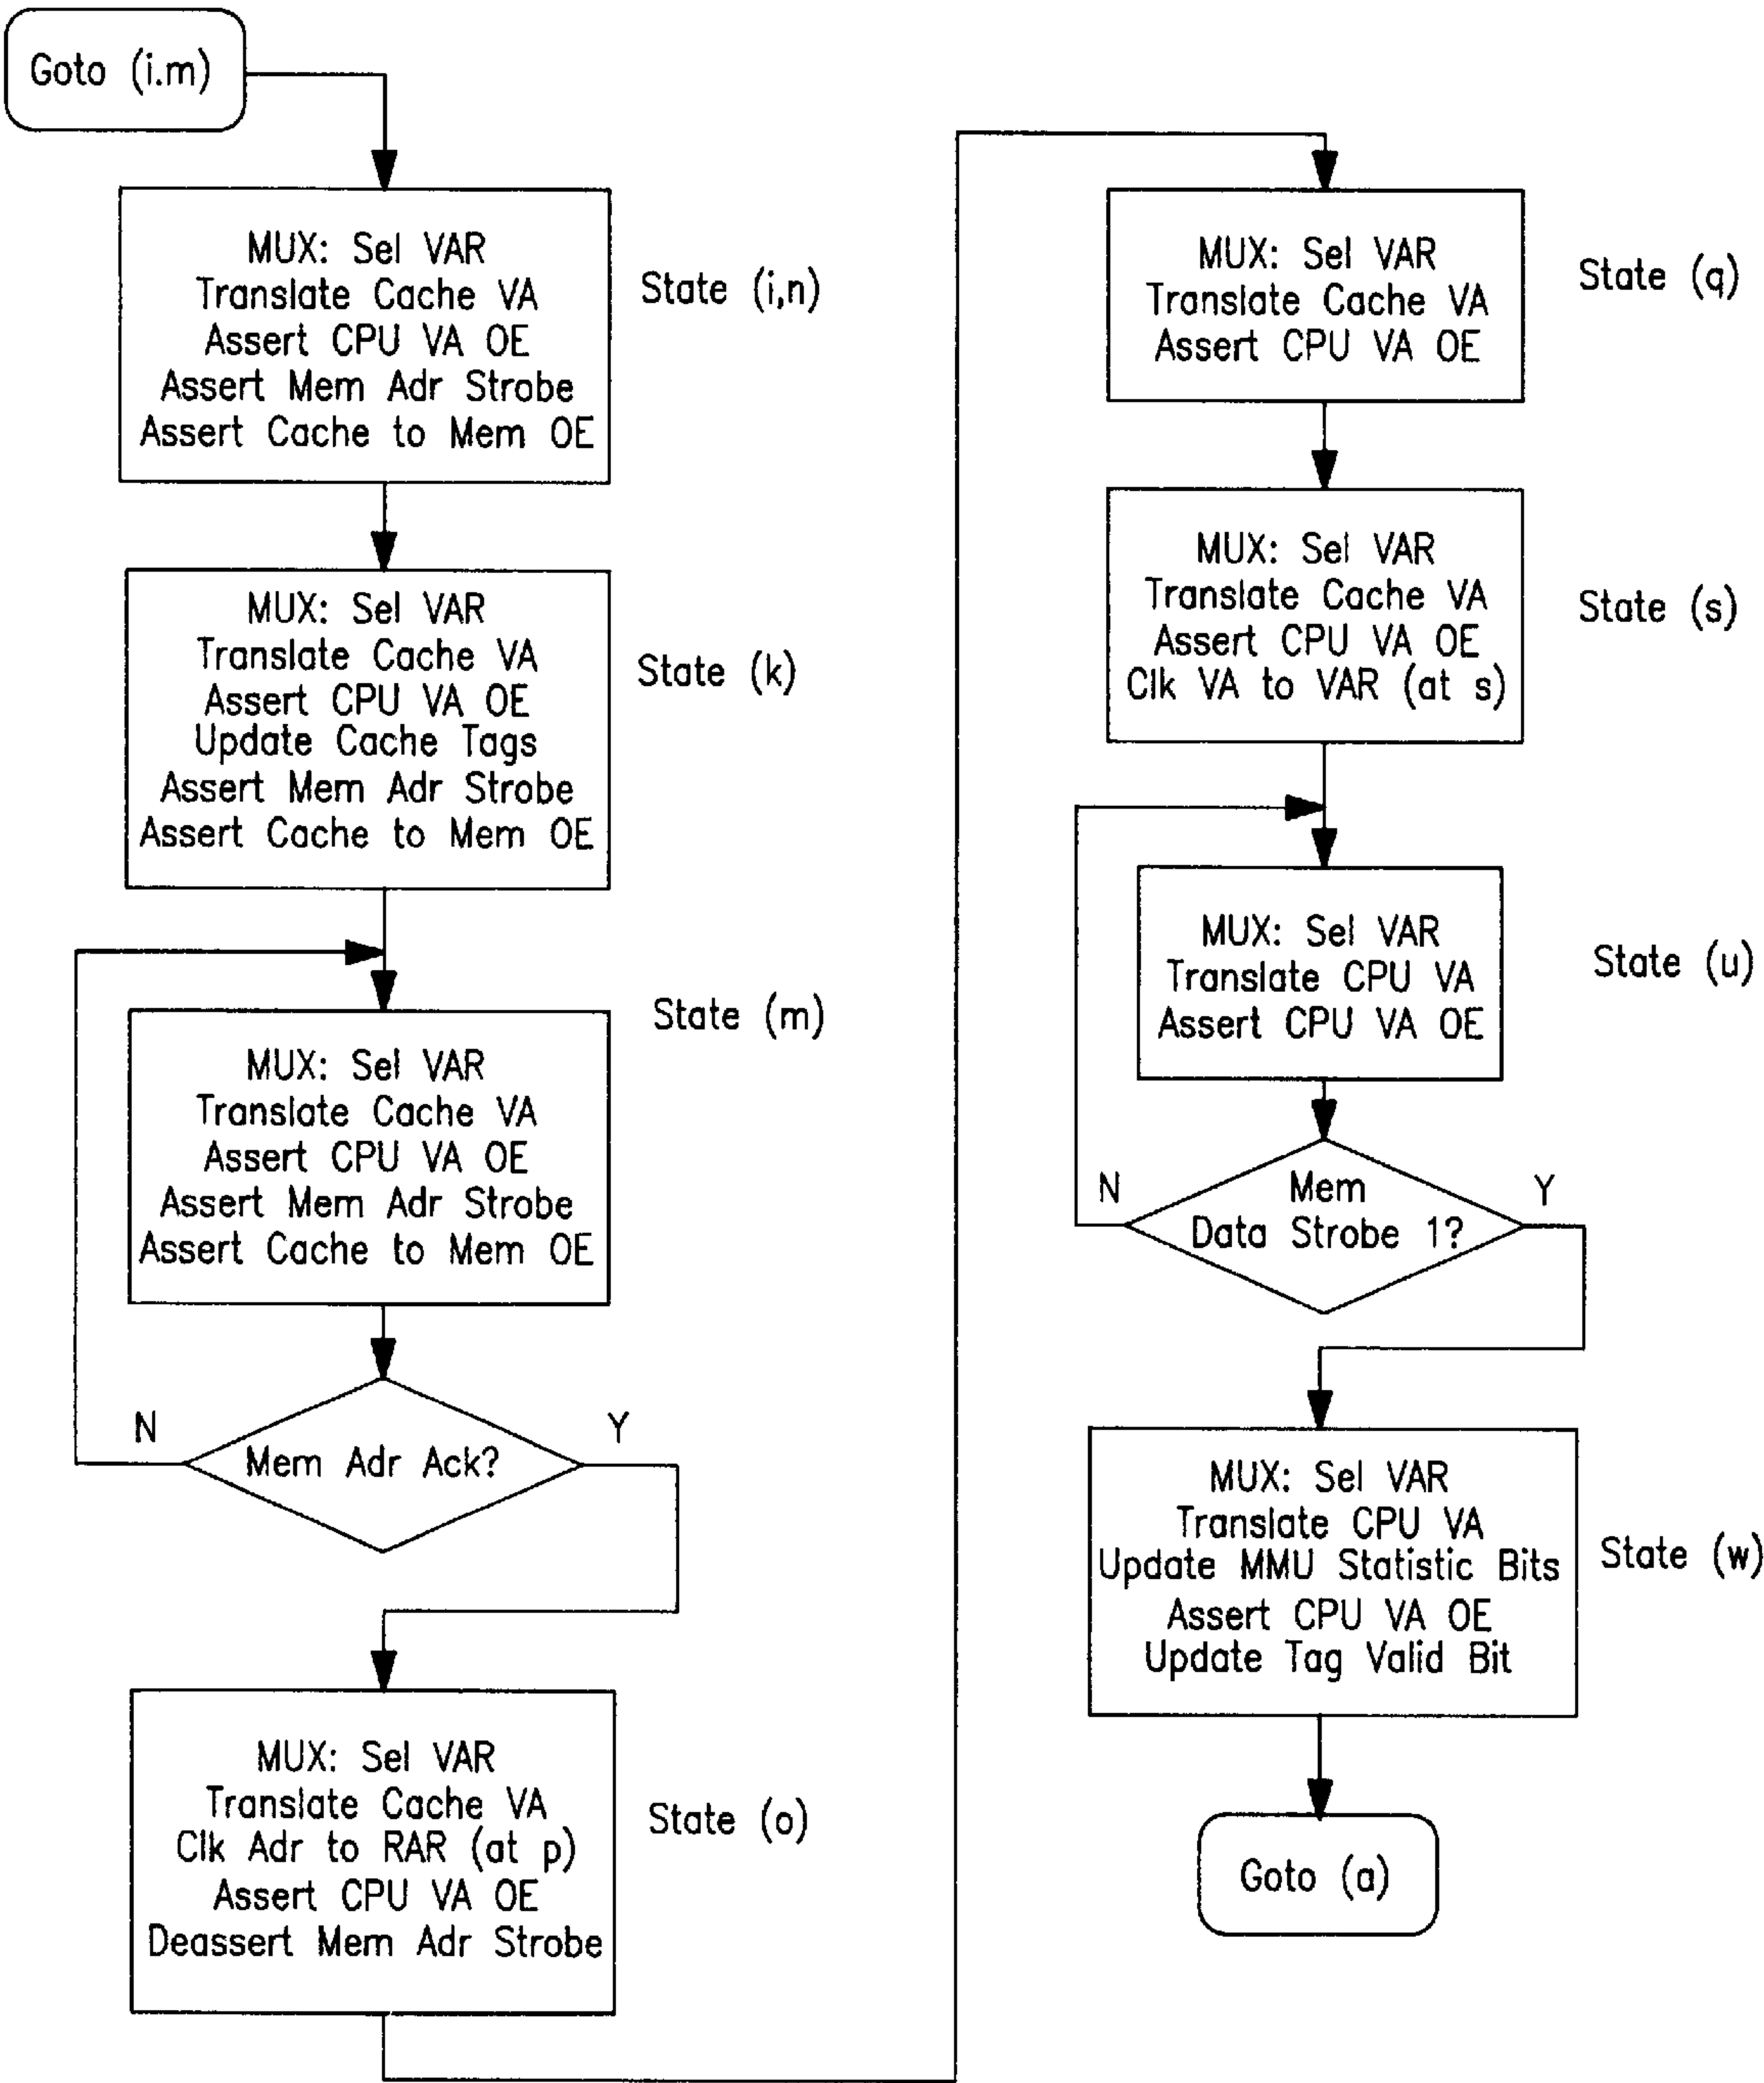 Goto (i.m)
MUX: Sel VAR
Translate Cache VA
Assert CPU VA OE
Assert Mem Adr Strobe
Assert Cache to Mem OE
State (i,n)
MUX: Sel VAR
Translate Cache VA
Assert CPU VA OE
Update Cache Tags
Assert Mem Adr Strobe
Assert Cache to Mem OE
State (k)
MUX: Sel VAR
Translate Cache VA
Assert CPU VA OE
Assert Mem Adr Strobe
Assert Cache to Mem OE
State (m)
N
Mem Adr Ack?
Y
MUX: Sel VAR
Translate Cache VA
Clk Adr to RAR (at p)
Assert CPU VA OE
Deassert Mem Adr Strobe
State (o)
MUX: Sel VAR
Translate Cache VA
Assert CPU VA OE
State (q)
MUX: Sel VAR
Translate Cache VA
Assert CPU VA OE
Clk VA to VAR (at s)
State (s)
MUX: Sel VAR
Translate CPU VA
Assert CPU VA OE
State (u)
N
Mem
Data Strobe 1?
Y
MUX: Sel VAR
Translate CPU VA
Update MMU Statistic Bits
Assert CPU VA OE
Update Tag Valid Bit
State (w)
Goto (a)